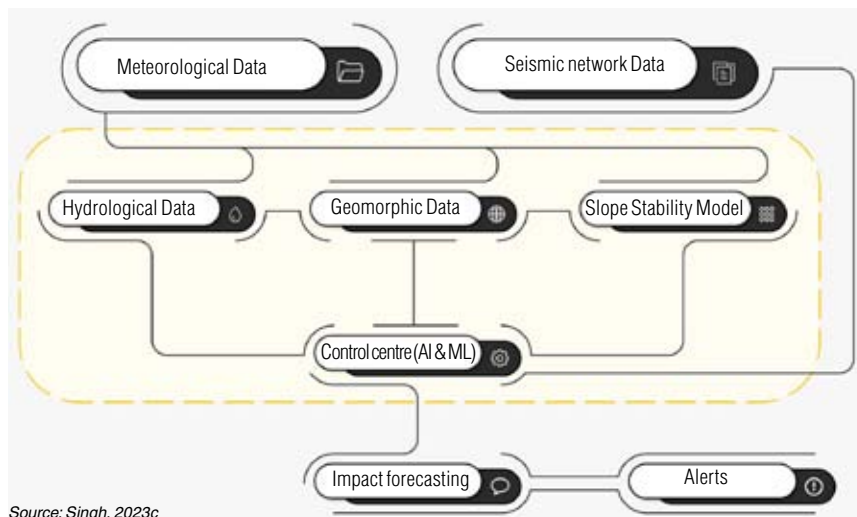 Meteorological Data
Seismic network Data
Hydrological Data
Geomorphic Data
Slope Stability Model
Control centre (AI & ML)
Impact forecasting
Alerts
Source: Singh, 2023c